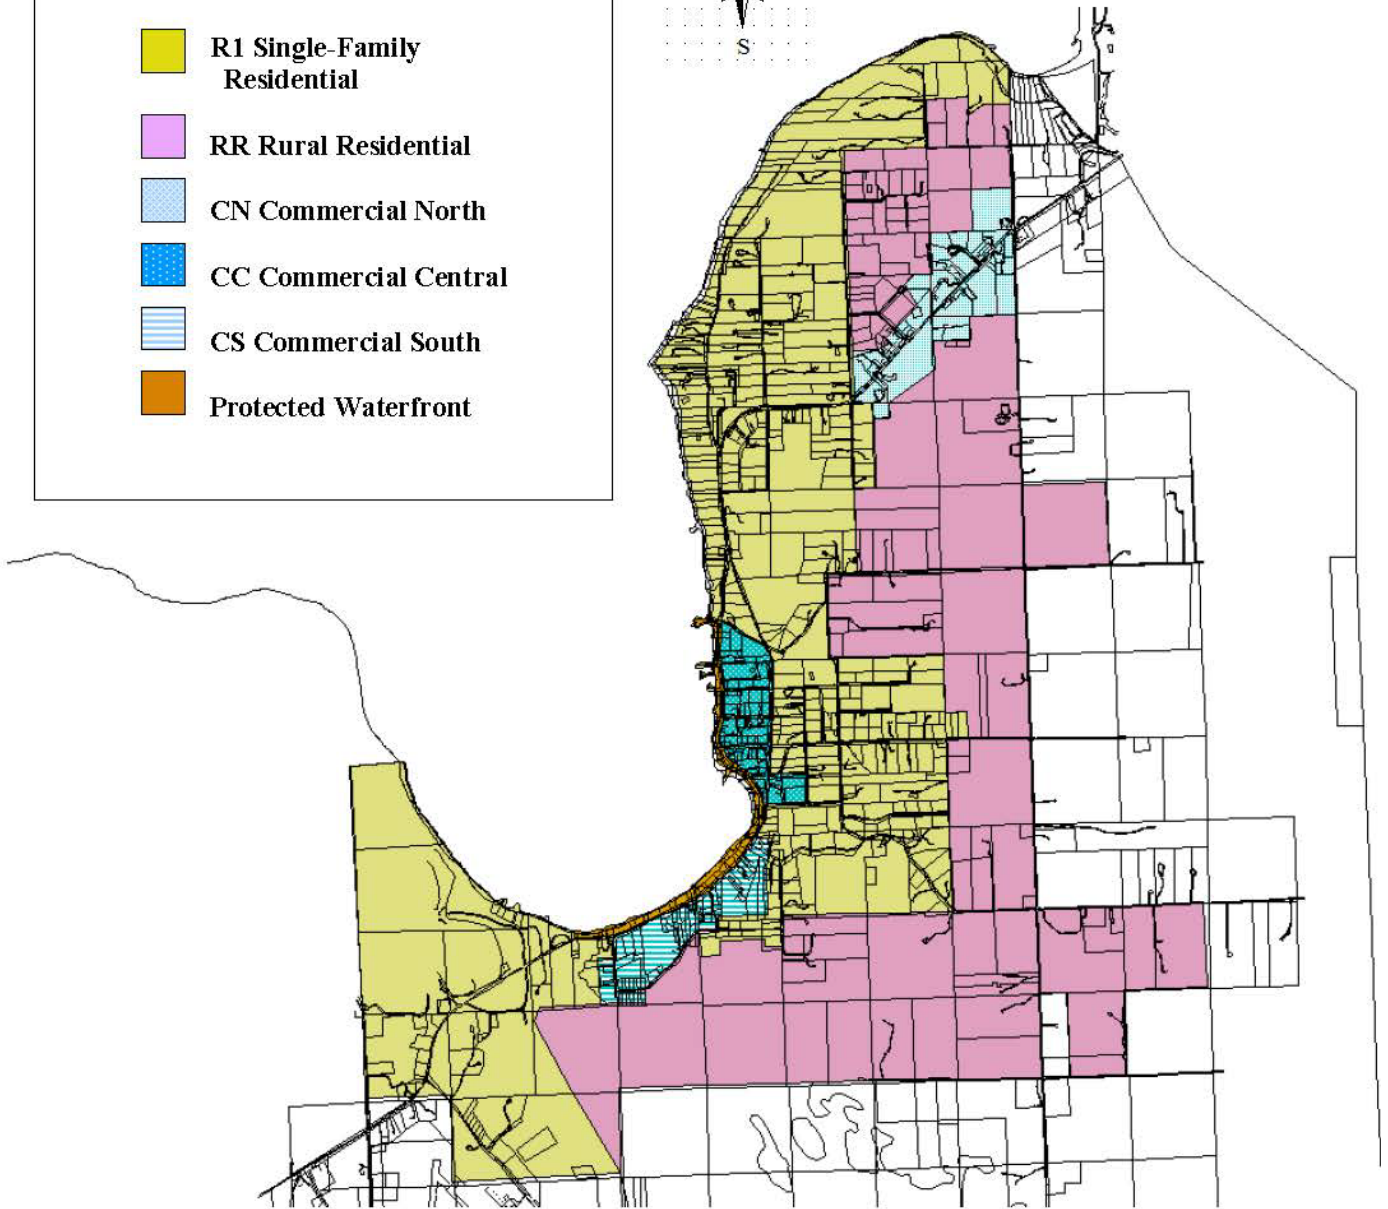 S
R1 Single-Family
Residential
RR Rural Residential
CN Commercial North
CC Commercial Central
CS Commercial South
Protected Waterfront